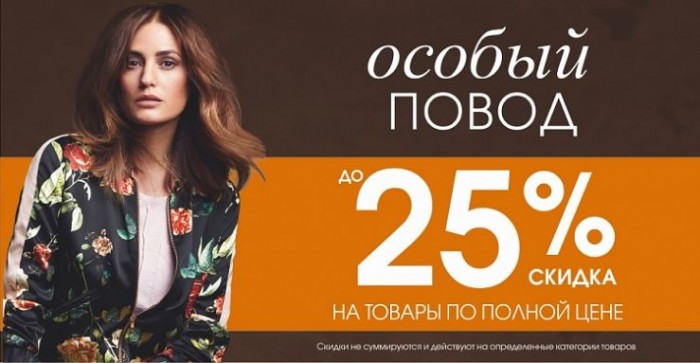 особый
ПОВОД
ДО
25%
СКИДКА
НА ТОВАРЫ ПО ПОЛНОЙ ЦЕНЕ
Скидки не суммируются и действуют на определенные категории товаров